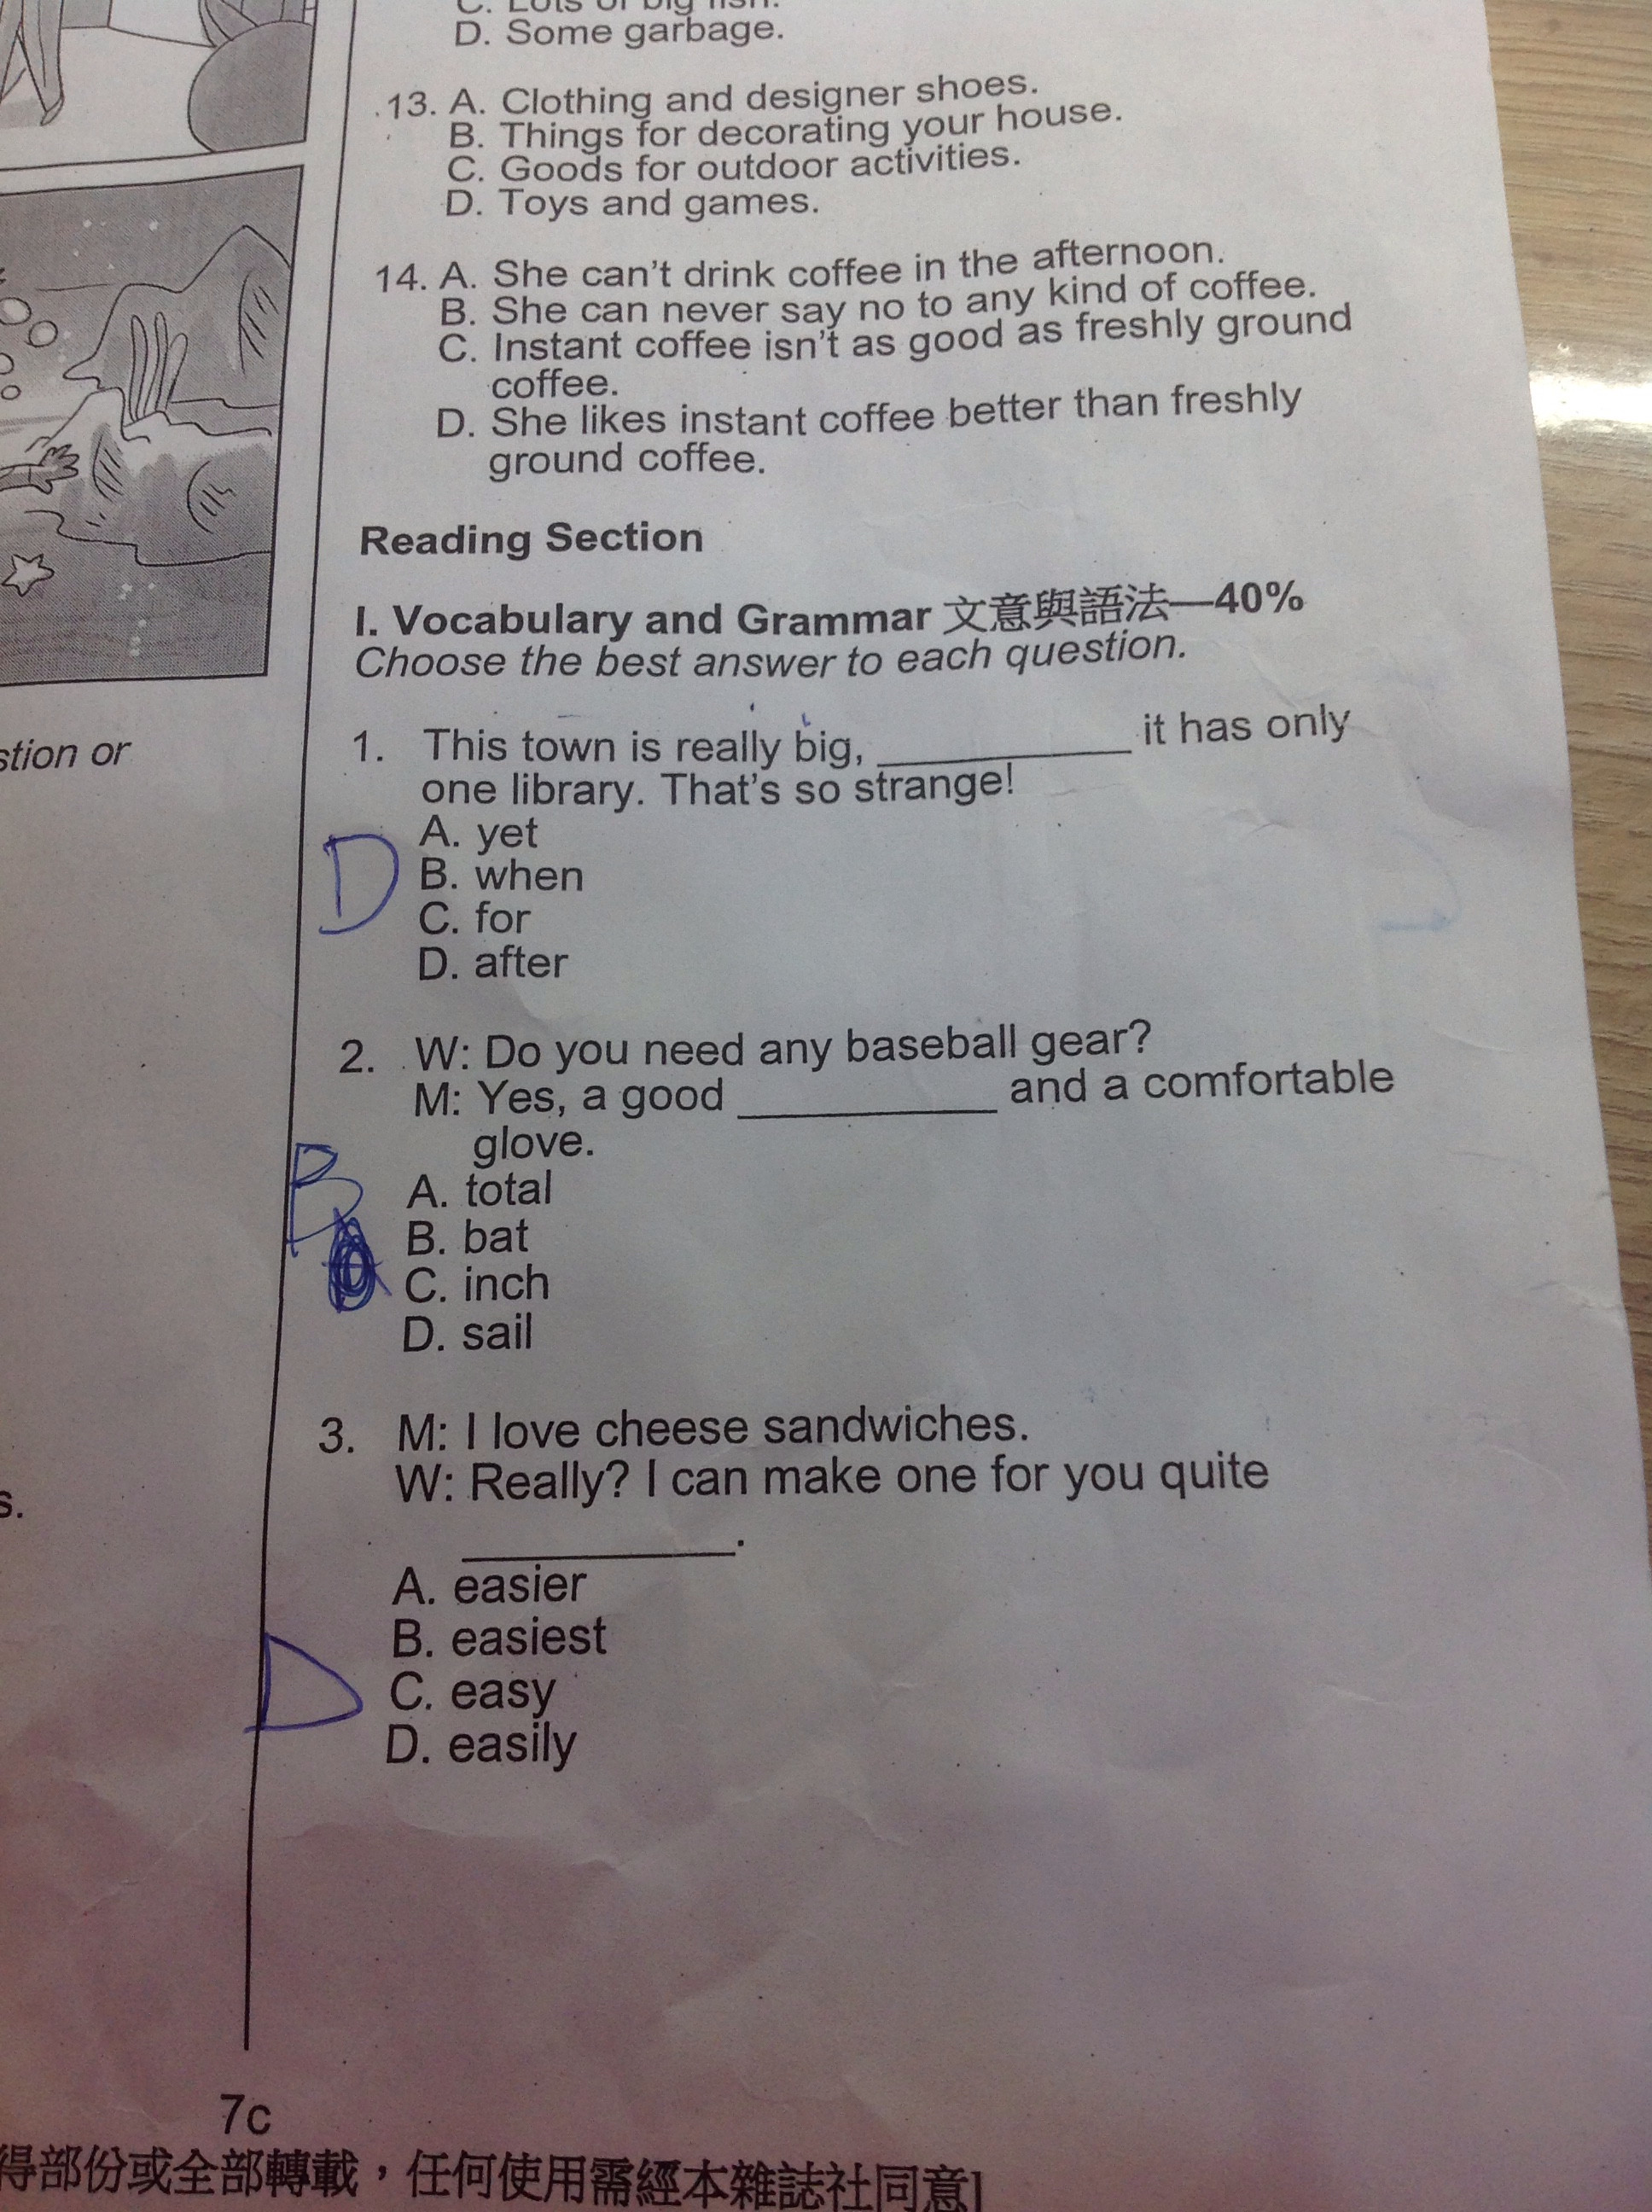 C. Lots of big fish.
D. Some garbage.
13. A. Clothing and designer shoes.
B. Things for decorating your house.
C. Goods for outdoor activities.
D. Toys and games.
14. A. She can't drink coffee in the afternoon.
B. She can never say no to any kind of coffee.
C. Instant coffee isn't as good as freshly ground
coffee.
D. She likes instant coffee better than freshly
ground coffee.
Reading Section
I. Vocabulary and Grammar 文意與語法—40%
Choose the best answer to each question.
stion or
1. This town is really big, __________ it has only
one library. That's so strange!
A. yet
D
B. when
C. for
D. after
2. W: Do you need any baseball gear?
M: Yes, a good __________ and a comfortable
glove.
B
A. total
B. bat
C. inch
D. sail
3. M: I love cheese sandwiches.
W: Really? I can make one for you quite
__________.
s.
A. easier
B. easiest
D
C. easy
D. easily
7c
得部份或全部轉載，任何使用需經本雜誌社同意]